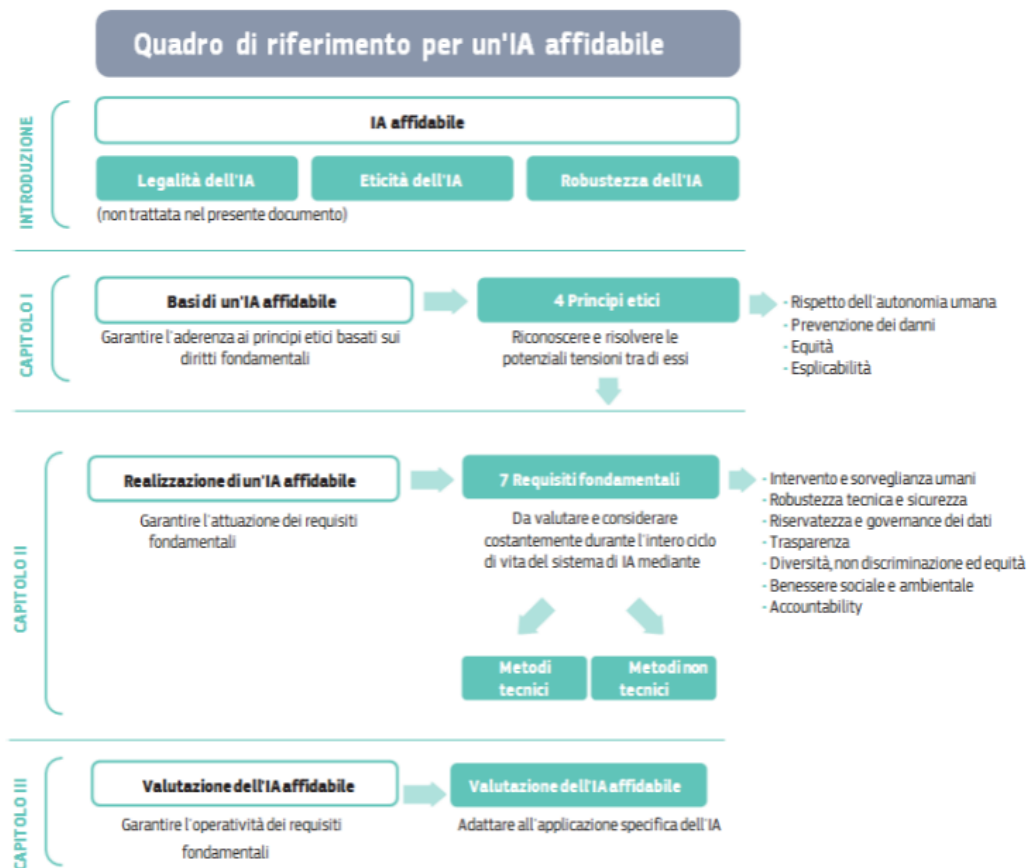 Quadro di riferimento per un'IA affidabile
INTRODUZIONE
IA affidabile
Legalità dell'IA
Eticità dell'IA
Robustezza dell'IA
(non trattata nel presente documento)
CAPITOLO I
Basi di un'IA affidabile
Garantire l'aderenza ai principi etici basati sui
diritti fondamentali
4 Principi etici
Riconoscere e risolvere le
potenziali tensioni tra di essi
- Rispetto dell'autonomia umana
- Prevenzione dei danni
- Equità
- Esplicabilità
CAPITOLO II
Realizzazione di un'IA affidabile
Garantire l'attuazione dei requisiti
fondamentali
7 Requisiti fondamentali
Da valutare e considerare
costantemente durante l'intero ciclo
di vita del sistema di IA mediante
Metodi
tecnici
Metodi non
tecnici
- Intervento e sorveglianza umani
- Robustezza tecnica e sicurezza
- Riservatezza e governance dei dati
- Trasparenza
- Diversità, non discriminazione ed equità
- Benessere sociale e ambientale
- Accountability
CAPITOLO III
Valutazione dell'IA affidabile
Garantire l'operatività dei requisiti
fondamentali
Valutazione dell'IA affidabile
Adattare all'applicazione specifica dell'IA